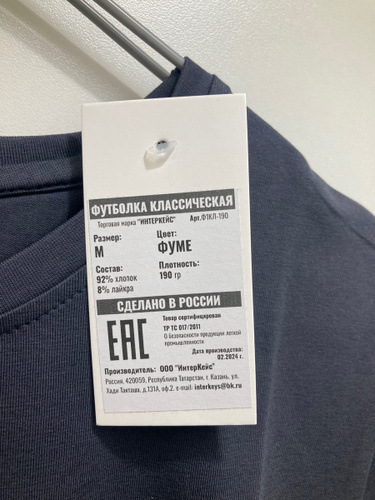 ФУТБОЛКА КЛАССИЧЕСКАЯ
Торговая марка "ИНТЕРКЕЙС" Арт.Ф1КЛ-190
Размер: Цвет:
M ФУМЕ
Состав: Плотность:
92% хлопок 190 гр
8% лайкра
СДЕЛАНО В РОССИИ
EAC
Товар сертифицирован
ТР ТС 017/2011
О безопасности продукции легкой
промышленности
Дата производства:
02.2024 г.
Производитель: ООО "ИнтерКейс"
Россия, 420059, Республика Татарстан, г. Казань, ул.
Хади Такташа, д.131А, оф.2, e-mail: interkeys@bk.ru